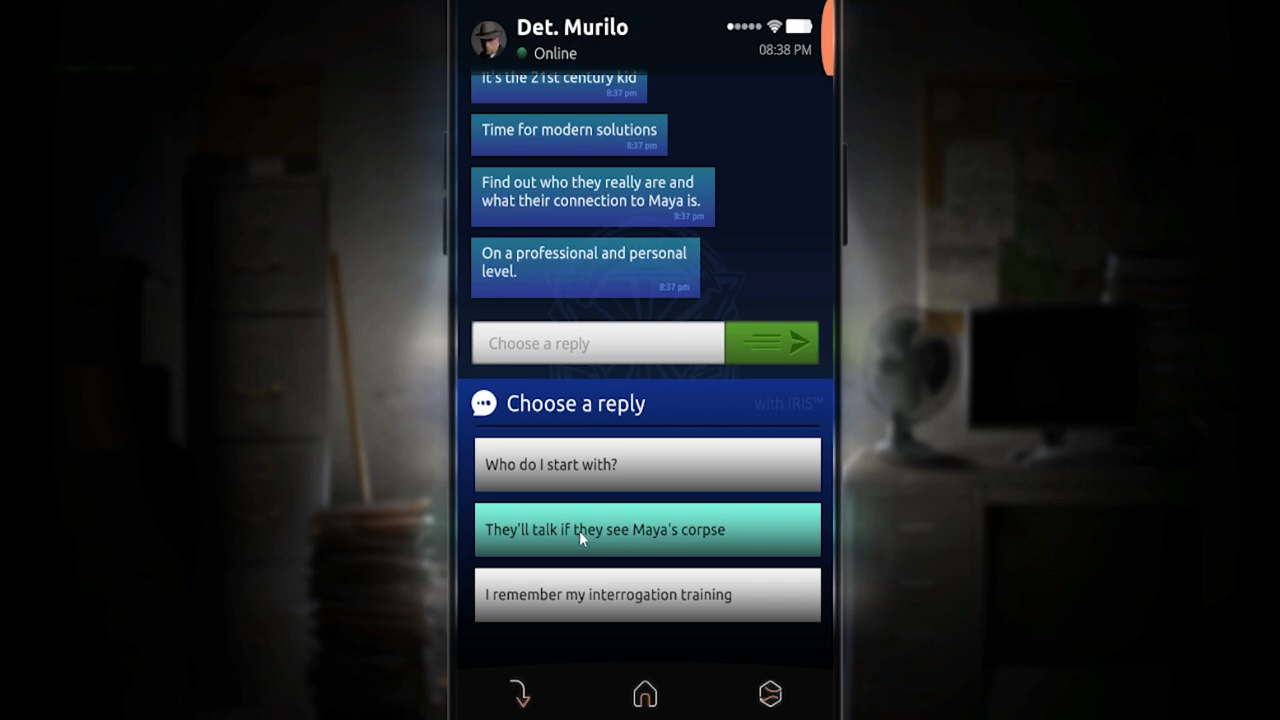 Det. Murilo
Online
08:38 PM
It's the 21st century kid
8:37 pm
Time for modern solutions
8:37 pm
Find out who they really are and
what their connection to Maya is.
8:37 pm
On a professional and personal
level.
8:37 pm
Choose a reply
Choose a reply
with IRIS™
Who do I start with?
They'll talk if they see Maya's corpse
I remember my interrogation training